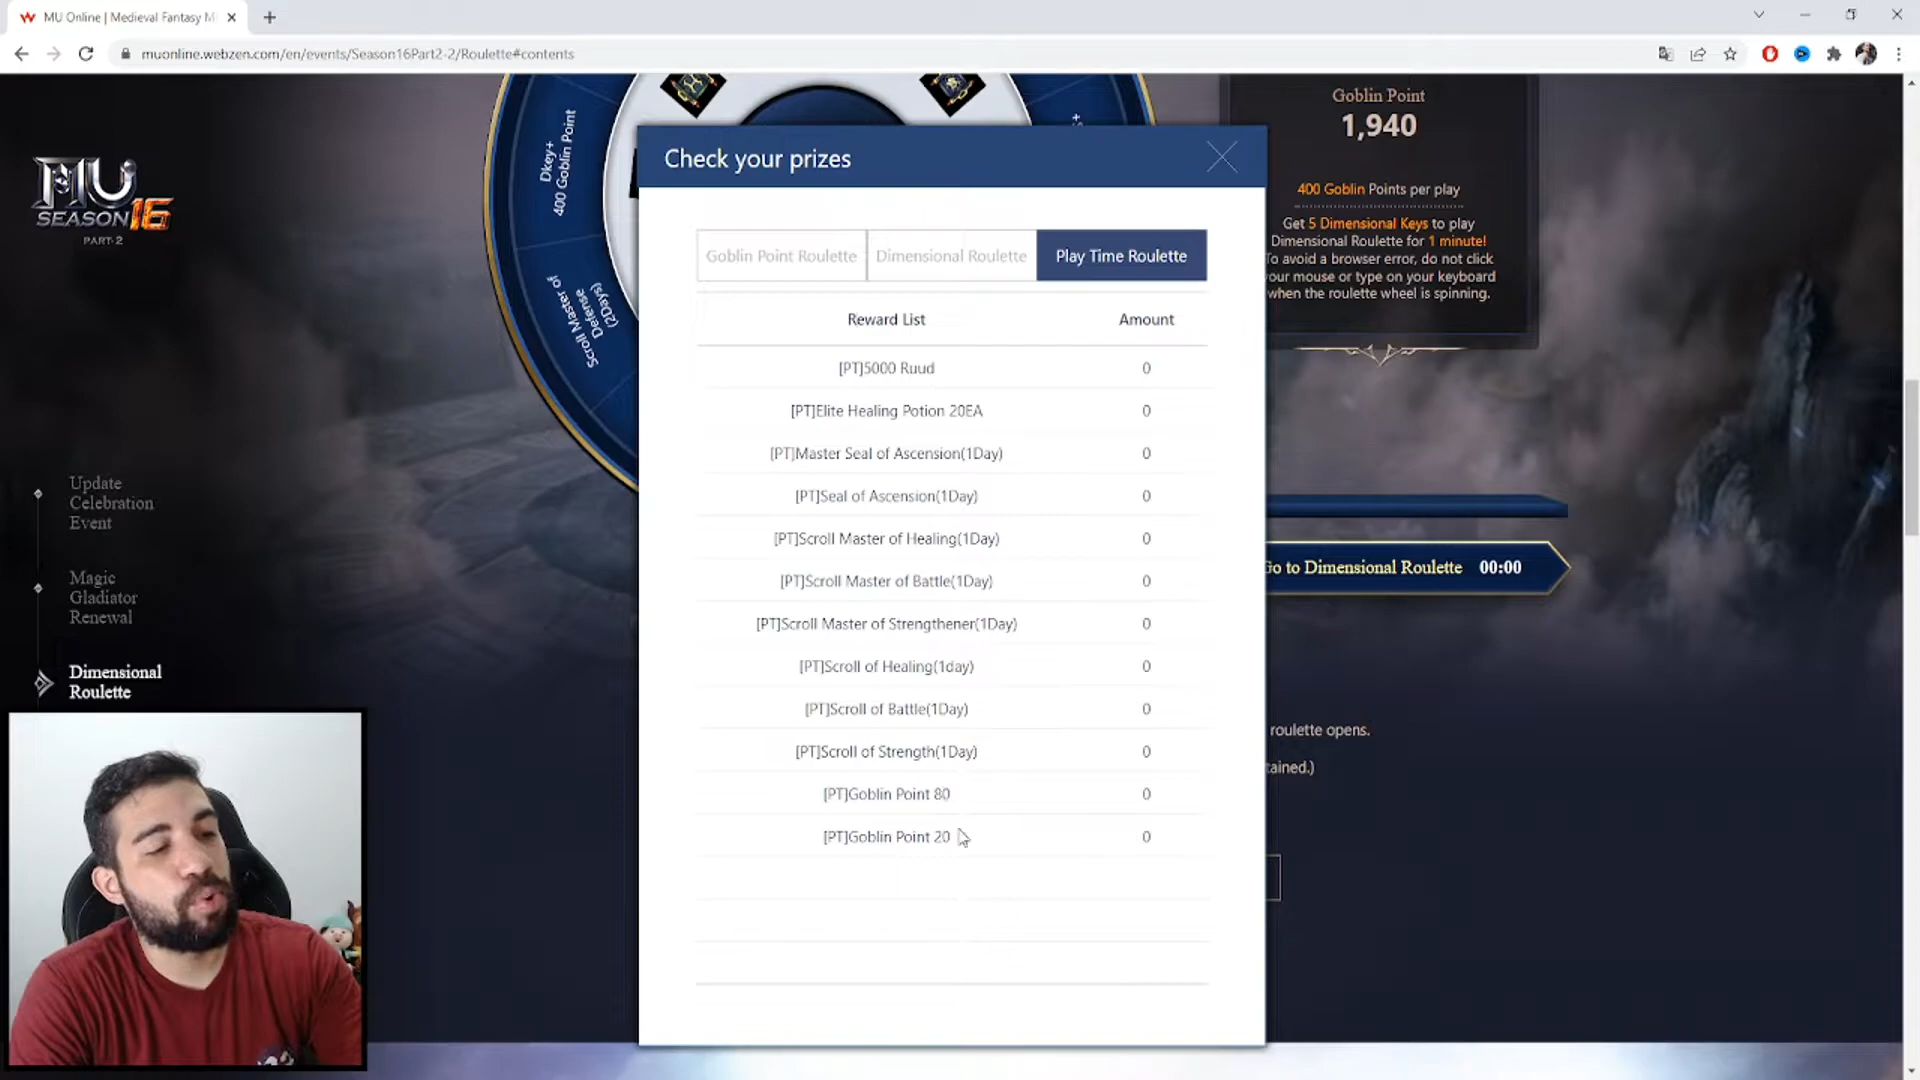 MU Online | Medieval Fantasy M
muonline.webzen.com/en/events/Season16Part2-2/Roulette#contents
MU
SEASON 16
PART-2
Update
Celebration
Event
Magic
Gladiator
Renewal
Dimensional
Roulette
Dkey+
400 Goblin Point
Scroll Master of
Defense
(2Days)
Check your prizes
Goblin Point Roulette
Dimensional Roulette
Play Time Roulette
Reward List Amount
[PT]5000 Ruud 0
[PT]Elite Healing Potion 20EA 0
[PT]Master Seal of Ascension(1Day) 0
[PT]Seal of Ascension(1Day) 0
[PT]Scroll Master of Healing(1Day) 0
[PT]Scroll Master of Battle(1Day) 0
[PT]Scroll Master of Strengthener(1Day) 0
[PT]Scroll of Healing(1day) 0
[PT]Scroll of Battle(1Day) 0
[PT]Scroll of Strength(1Day) 0
[PT]Goblin Point 80 0
[PT]Goblin Point 20 0
Goblin Point
1,940
400 Goblin Points per play
Get 5 Dimensional Keys to play
Dimensional Roulette for 1 minute!
To avoid a browser error, do not click
your mouse or type on your keyboard
when the roulette wheel is spinning.
Go to Dimensional Roulette 00:00
roulette opens.
tained.)